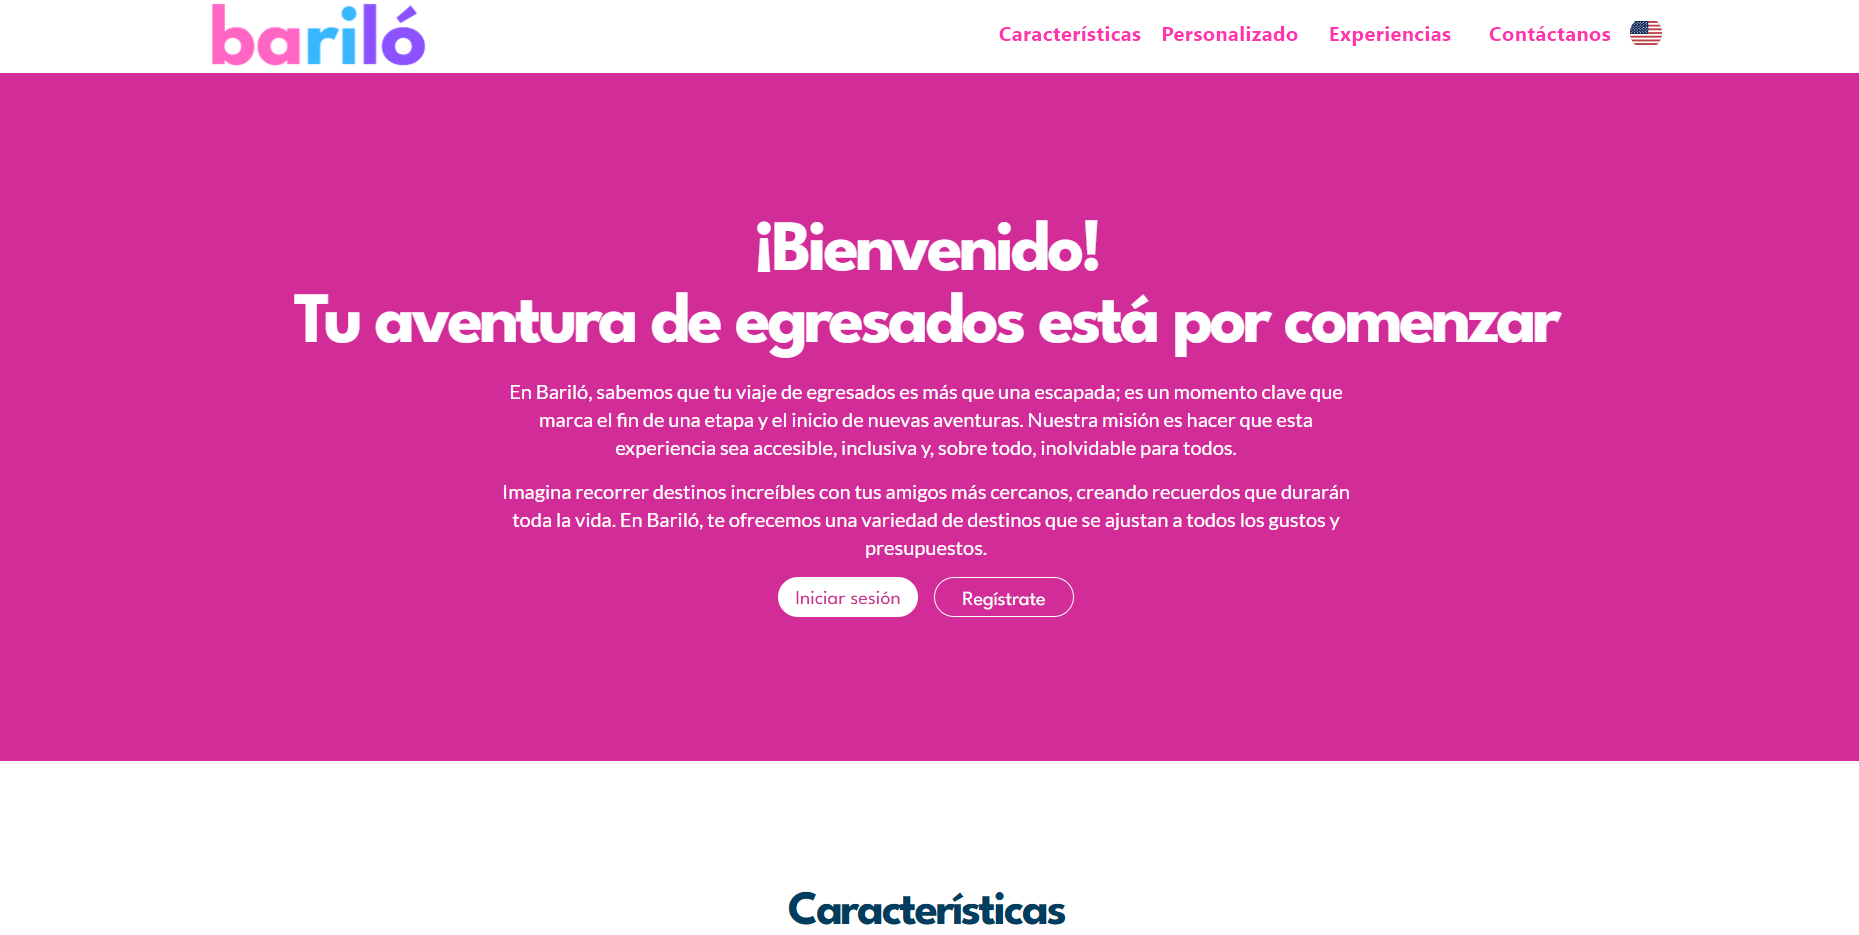 bariló
Características Personalizado Experiencias Contáctanos
¡Bienvenido!
Tu aventura de egresados está por comenzar
En Bariló, sabemos que tu viaje de egresados es más que una escapada; es un momento clave que
marca el fin de una etapa y el inicio de nuevas aventuras. Nuestra misión es hacer que esta
experiencia sea accesible, inclusiva y, sobre todo, inolvidable para todos.
Imagina recorrer destinos increíbles con tus amigos más cercanos, creando recuerdos que durarán
toda la vida. En Bariló, te ofrecemos una variedad de destinos que se ajustan a todos los gustos y
presupuestos.
Iniciar sesión Regístrate
Características